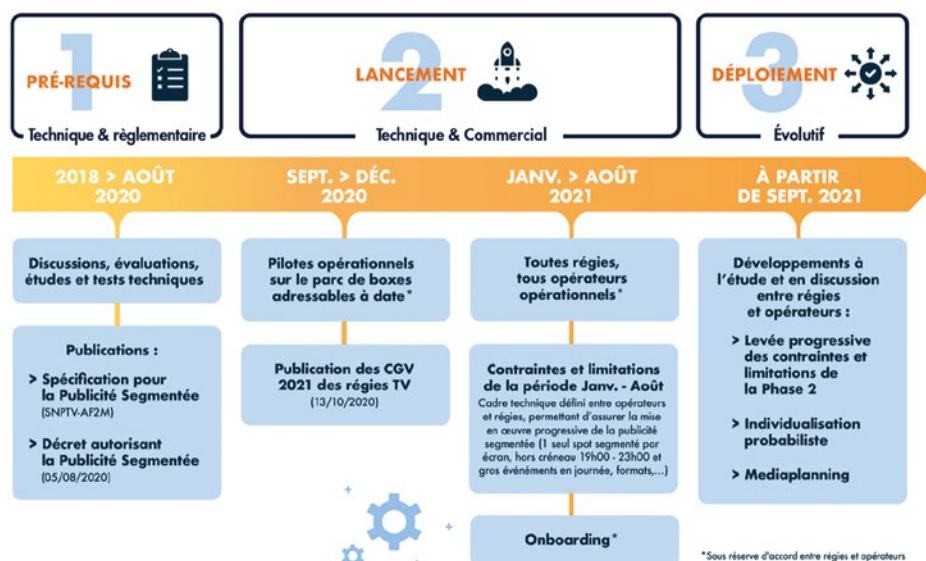 1
PRÉ-REQUIS
Technique & règlementaire
2
LANCEMENT
Technique & Commercial
3
DÉPLOIEMENT
Évolutif
2018 > AOÛT
2020
SEPT. > DÉC.
2020
JANV. > AOÛT
2021
À PARTIR
DE SEPT. 2021
Discussions, évaluations,
études et tests techniques
Publications :
> Spécification pour
la Publicité Segmentée
(SNPTV-AF2M)
> Décret autorisant
la Publicité Segmentée
(05/08/2020)
Pilotes opérationnels
sur le parc de boxes
adressables à date*
Publication des CGV
2021 des régies TV
(13/10/2020)
Toutes régies,
tous opérateurs
opérationnels*
Contraintes et limitations
de la période Janv. - Août
Cadre technique défini entre opérateurs
et régies, permettant d'assurer la mise
en œuvre progressive de la publicité
segmentée (1 seul spot segmenté par
écran, hors créneau 19h00 - 23h00 et
gros événéments en journée, formats,...)
Onboarding*
Développements à
l'étude et en discussion
entre régies
et opérateurs :
> Levée progressive
des contraintes et
limitations de
la Phase 2
> Individualisation
probabiliste
> Mediaplanning
*Sous réserve d'accord entre régies et opérateurs